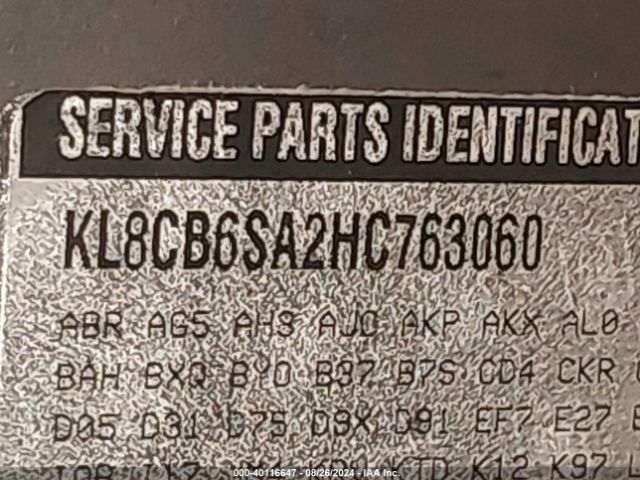 SERVICE PARTS IDENTIFICAT
KL8CB6SA2HC763060
ABR AG5 AHS AJC AKP AKX AL0
BAH BXQ BY0 B37 B7S CD4 CKR
D05 D31 D75 D9X D91 EF7 E27
K12 K97
000-40116647 - 08/26/2024 - IAA Inc.